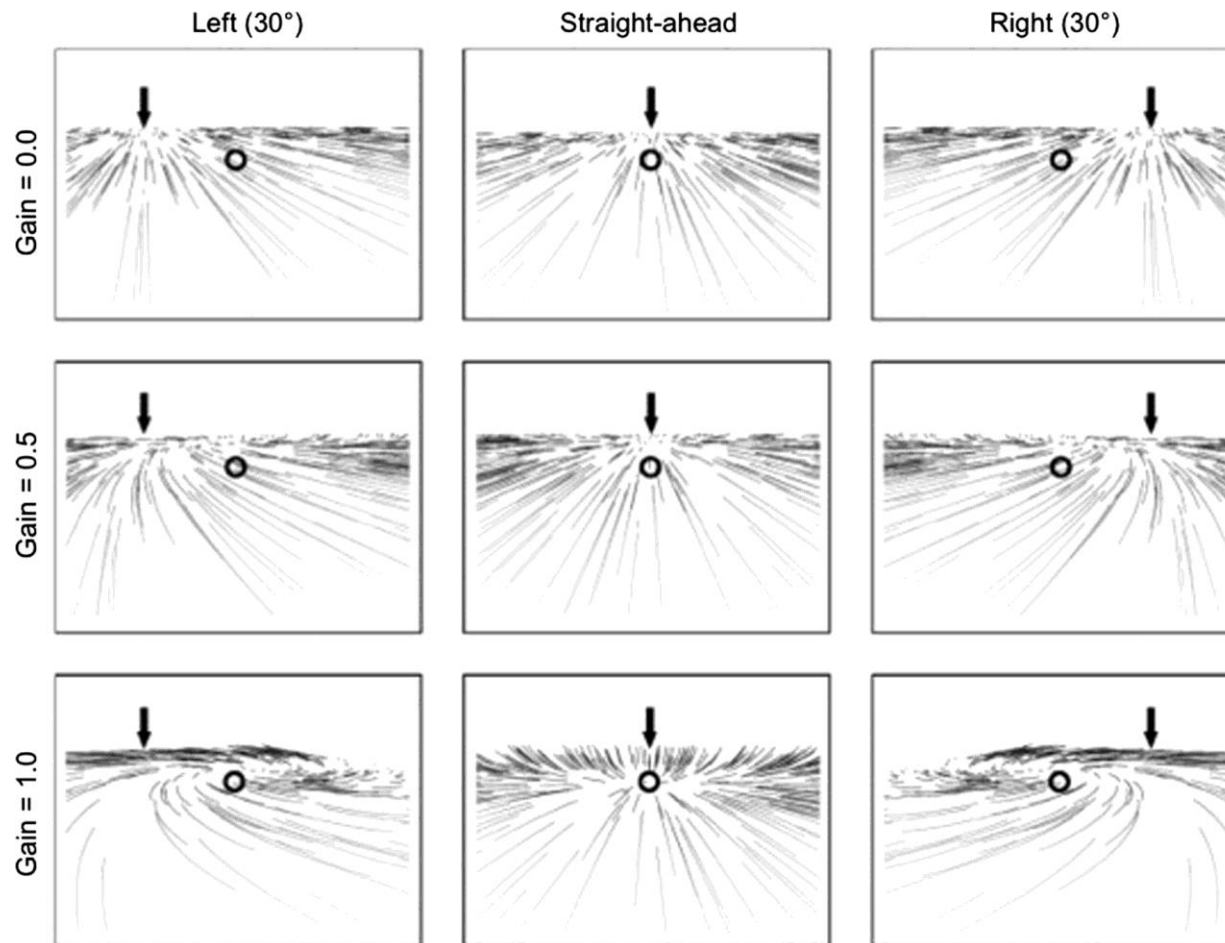 Left (30°)
Straight-ahead
Right (30°)
Gain = 0.0
Gain = 0.5
Gain = 1.0